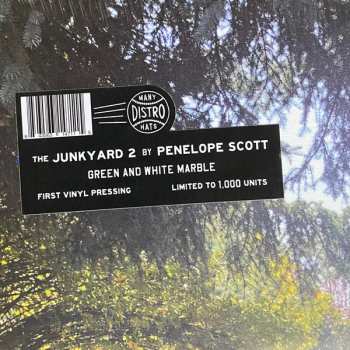 MANY
DISTRO
HATS
THE JUNKYARD 2 BY PENELOPE SCOTT
GREEN AND WHITE MARBLE
FIRST VINYL PRESSING
LIMITED TO 1,000 UNITS